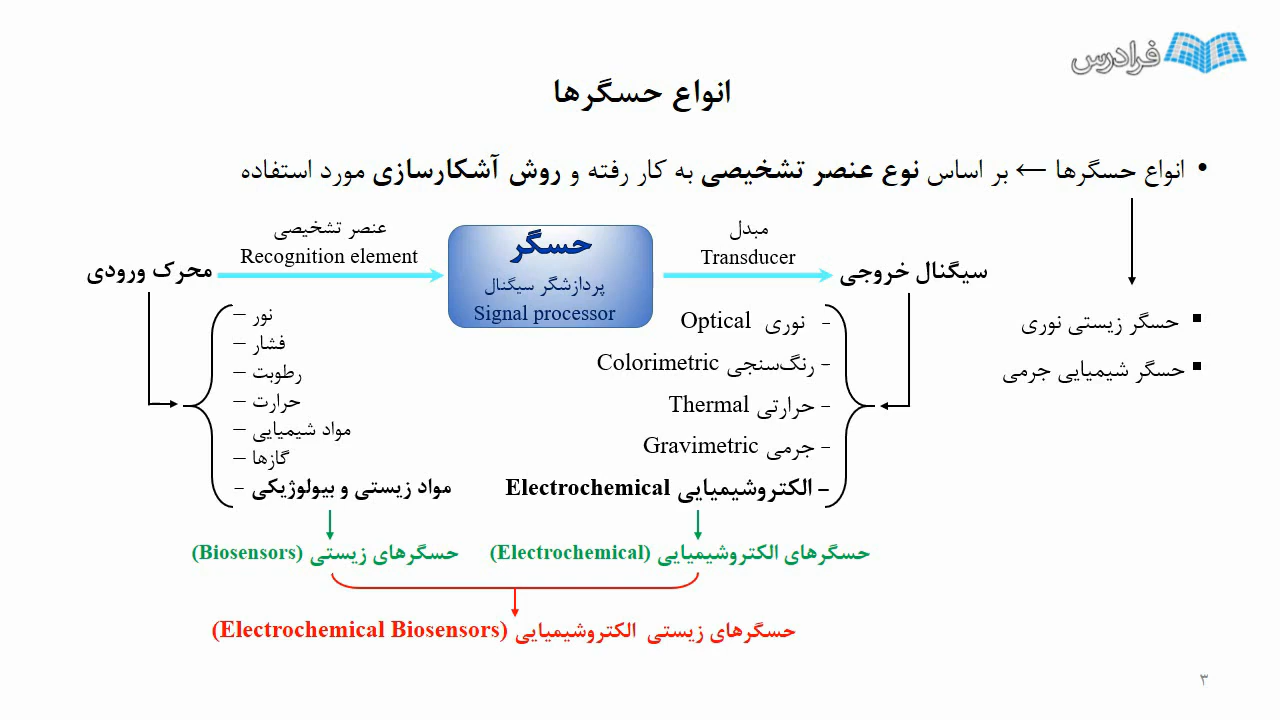 فرادرس
انواع حسگرها
• انواع حسگرها ← بر اساس نوع عنصر تشخیصی به کار رفته و روش آشکارسازی مورد استفاده
▪ حسگر زیستی نوری
▪ حسگر شیمیایی جرمی
محرک ورودی
عنصر تشخیصی
Recognition element
حسگر
پردازشگر سیگنال
Signal processor
مبدل
Transducer
سیگنال خروجی
– نور
– فشار
– رطوبت
– حرارت
– مواد شیمیایی
– گازها
- مواد زیستی و بیولوژیکی
- نوری Optical
- رنگ‌سنجی Colorimetric
- حرارتی Thermal
- جرمی Gravimetric
- الکتروشیمیایی Electrochemical
حسگرهای الکتروشیمیایی (Electrochemical)
حسگرهای زیستی (Biosensors)
حسگرهای زیستی الکتروشیمیایی (Electrochemical Biosensors)
۳